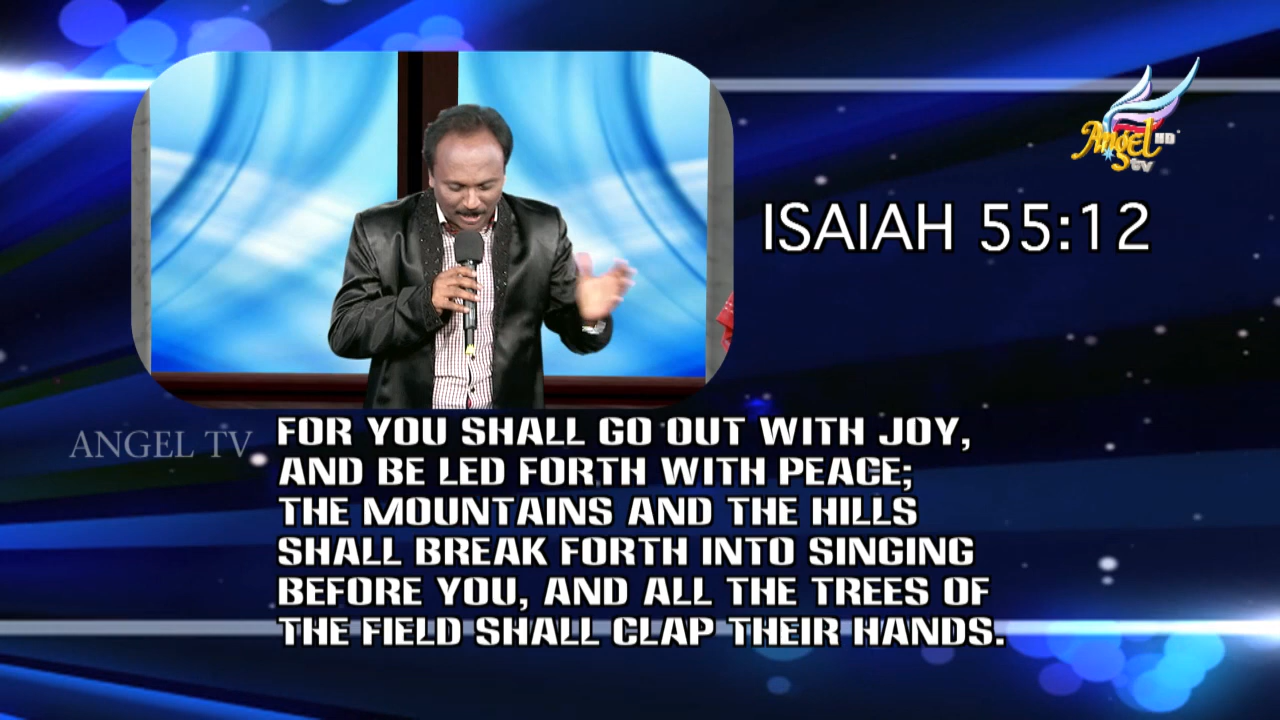 Angel HD
tv
ISAIAH 55:12
ANGEL TV
FOR YOU SHALL GO OUT WITH JOY,
AND BE LED FORTH WITH PEACE;
THE MOUNTAINS AND THE HILLS
SHALL BREAK FORTH INTO SINGING
BEFORE YOU, AND ALL THE TREES OF
THE FIELD SHALL CLAP THEIR HANDS.